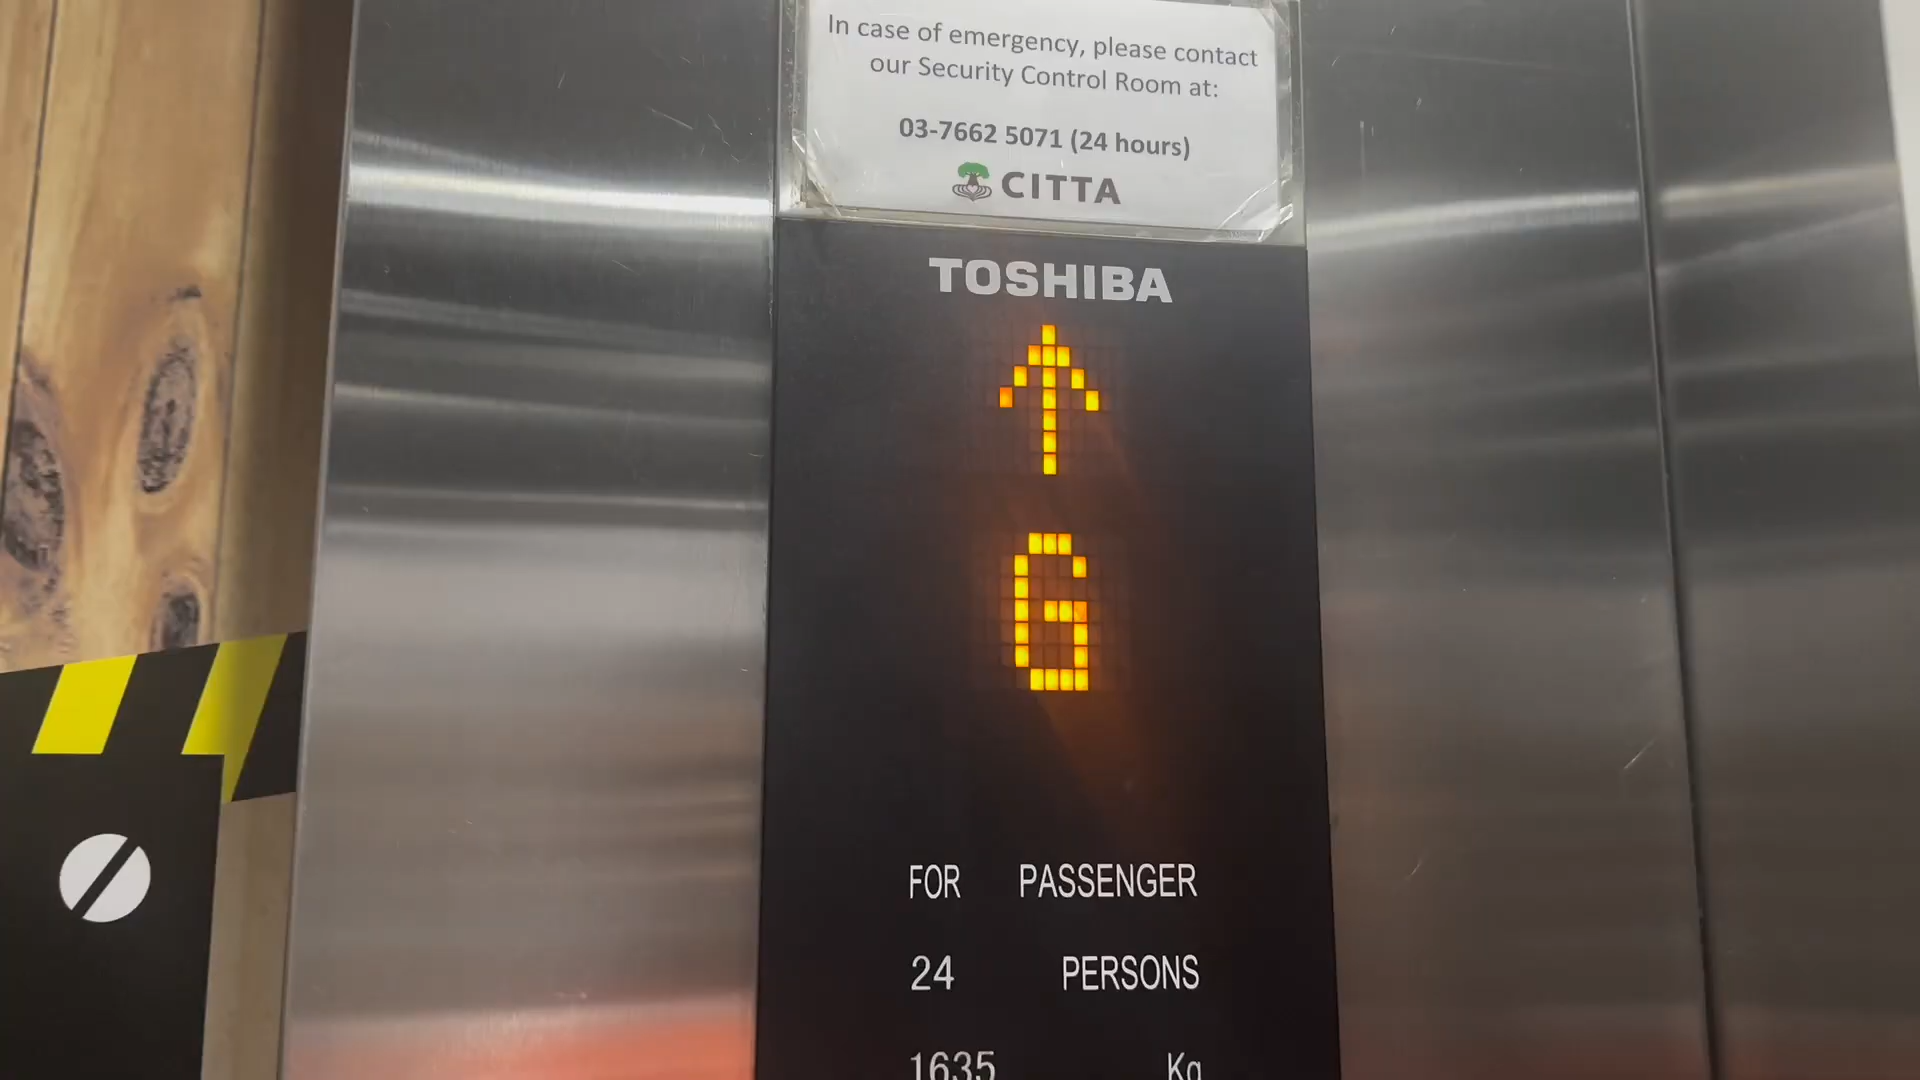 In case of emergency, please contact
our Security Control Room at:
03-7662 5071 (24 hours)
CITTA
TOSHIBA
↑
G
FOR PASSENGER
24 PERSONS
1635 Kg